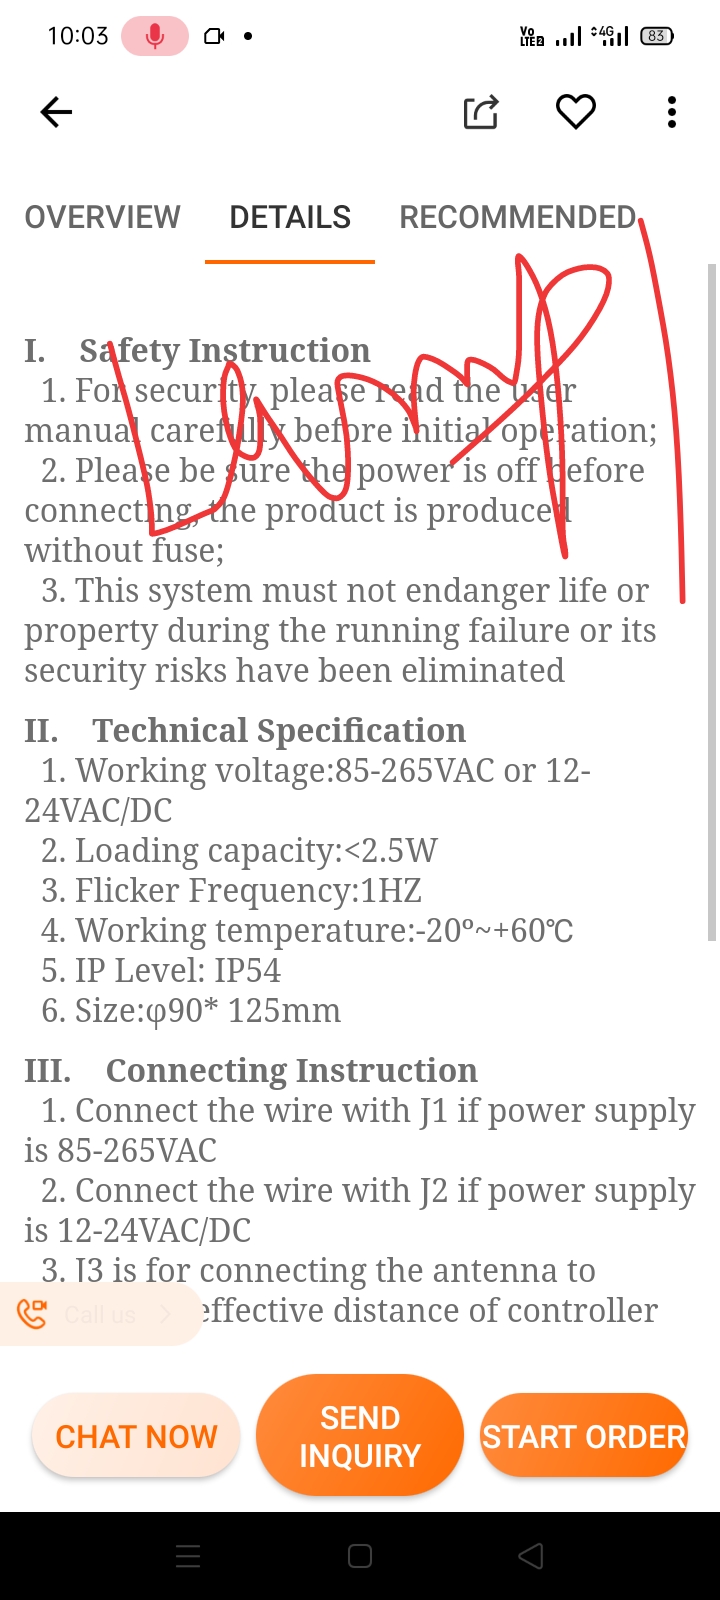 10:03 Vo LTE2 4G 83
OVERVIEW DETAILS RECOMMENDED
I. Safety Instruction
1. For security, please read the user
manual carefully before initial operation;
2. Please be sure the power is off before
connecting, the product is produced
without fuse;
3. This system must not endanger life or
property during the running failure or its
security risks have been eliminated
II. Technical Specification
1. Working voltage:85-265VAC or 12-
24VAC/DC
2. Loading capacity:<2.5W
3. Flicker Frequency:1HZ
4. Working temperature:-20º~+60℃
5. IP Level: IP54
6. Size:φ90* 125mm
III. Connecting Instruction
1. Connect the wire with J1 if power supply
is 85-265VAC
2. Connect the wire with J2 if power supply
is 12-24VAC/DC
3. J3 is for connecting the antenna to
Call us effective distance of controller
CHAT NOW SEND INQUIRY START ORDER